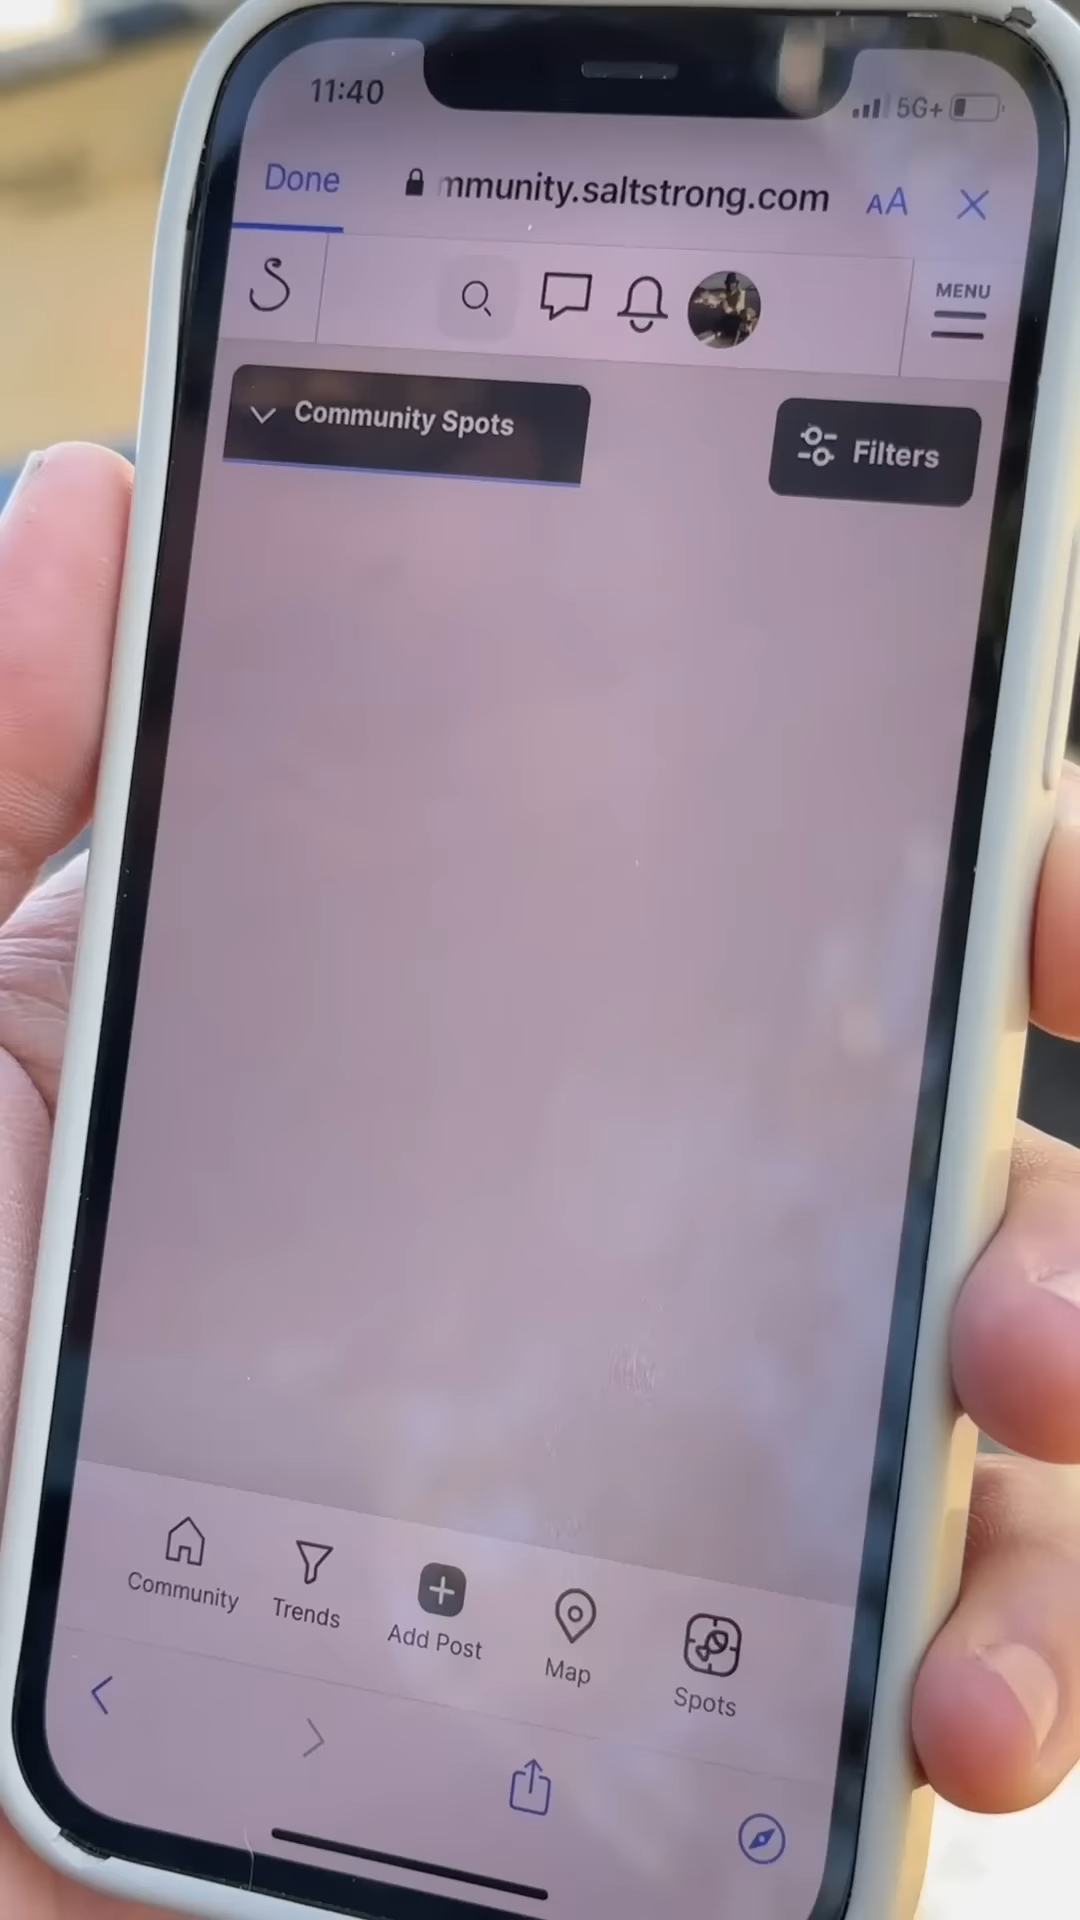 11:40
5G+
Done
mmunity.saltstrong.com
AA
S
MENU
Community Spots
Filters
Community
Trends
Add Post
Map
Spots